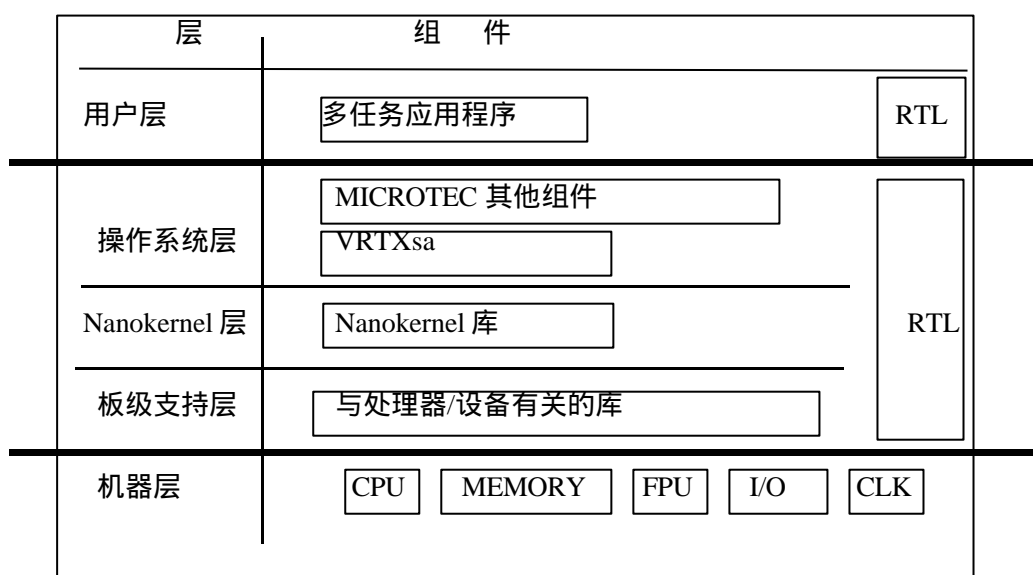 层 组 件
用户层 多任务应用程序 RTL
MICROTEC 其他组件
操作系统层 VRTXsa
Nanokernel 层 Nanokernel 库 RTL
板级支持层 与处理器/设备有关的库
机器层 CPU MEMORY FPU I/O CLK